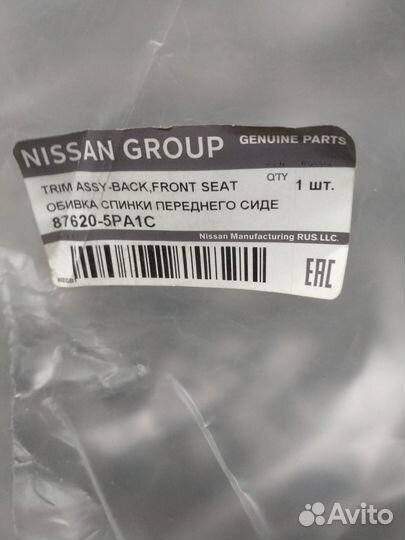 NISSAN GROUP
GENUINE PARTS
TRIM ASSY-BACK,FRONT SEAT
Q'TY 1 шт.
ОБИВКА СПИНКИ ПЕРЕДНЕГО СИДЕ
87620-5PA1C
Nissan Manufacturing RUS.LLC.
EAC
Avito